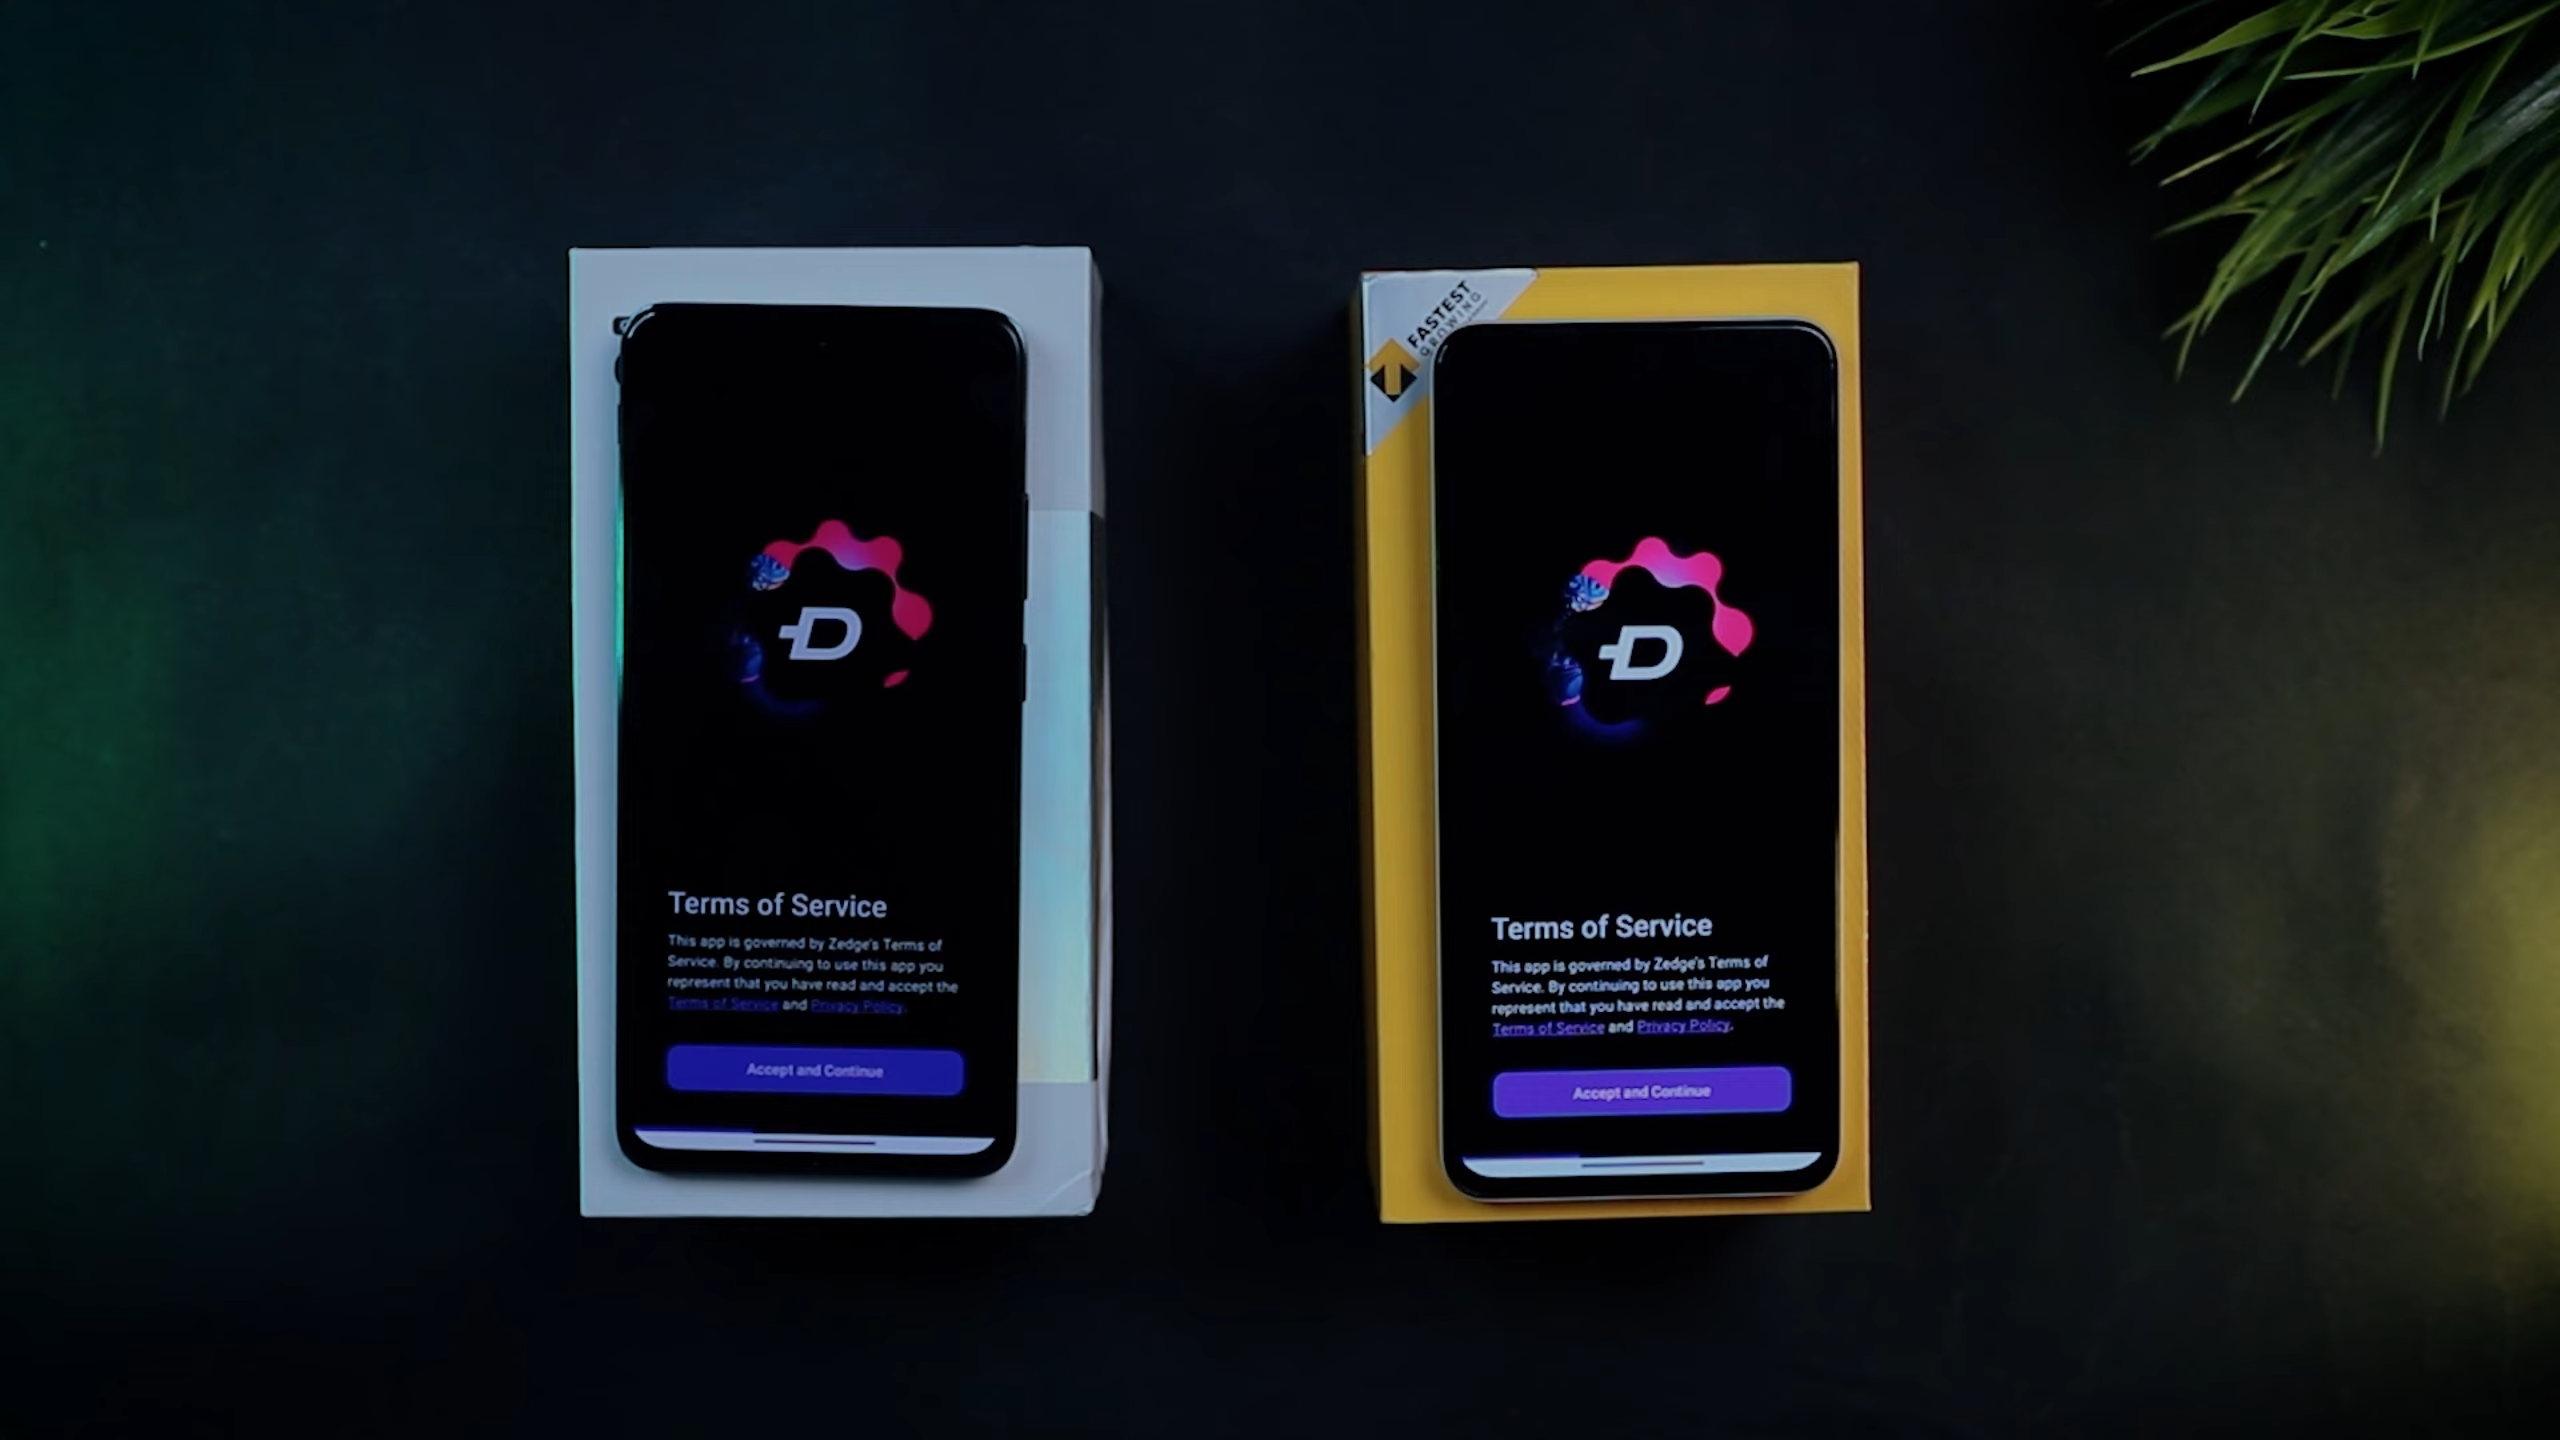 Terms of Service
This app is governed by Zedge's Terms of
Service. By continuing to use this app you
represent that you have read and accept the
Terms of Service and Privacy Policy.
Accept and Continue
FASTEST
GROWING
Terms of Service
This app is governed by Zedge's Terms of
Service. By continuing to use this app you
represent that you have read and accept the
Terms of Service and Privacy Policy.
Accept and Continue